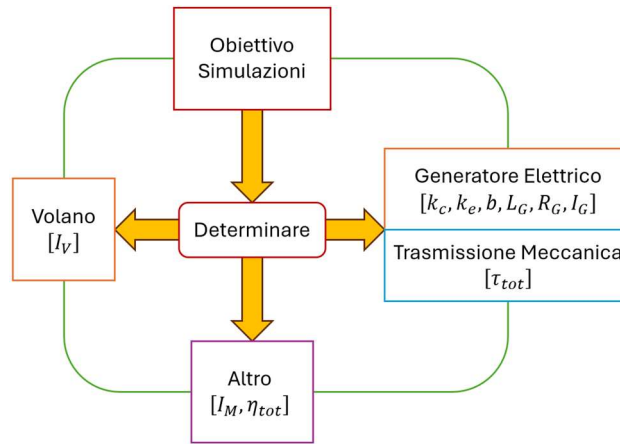 Obiettivo
Simulazioni
Generatore Elettrico
[k_c, k_e, b, L_G, R_G, I_G]
Volano
[I_V]
Determinare
Trasmissione Meccanica
[τ_tot]
Altro
[I_M, η_tot]